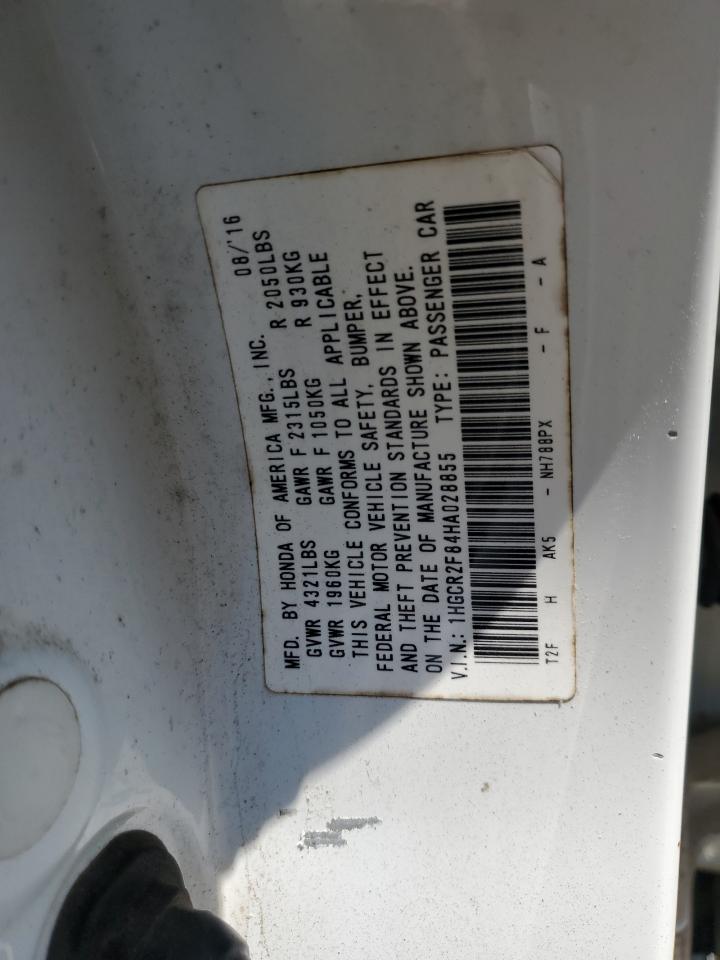 08/'16
MFD. BY HONDA OF AMERICA MFG., INC.
GVWR 4321LBS GAWR F 2315LBS R 2050LBS
GVWR 1960KG GAWR F 1050KG R 930KG
THIS VEHICLE CONFORMS TO ALL APPLICABLE
FEDERAL MOTOR VEHICLE SAFETY, BUMPER,
AND THEFT PREVENTION STANDARDS IN EFFECT
ON THE DATE OF MANUFACTURE SHOWN ABOVE.
V.I.N.: 1HGCR2F84HA028855 TYPE: PASSENGER CAR
T2F H AK5 - NH788PX - F - A